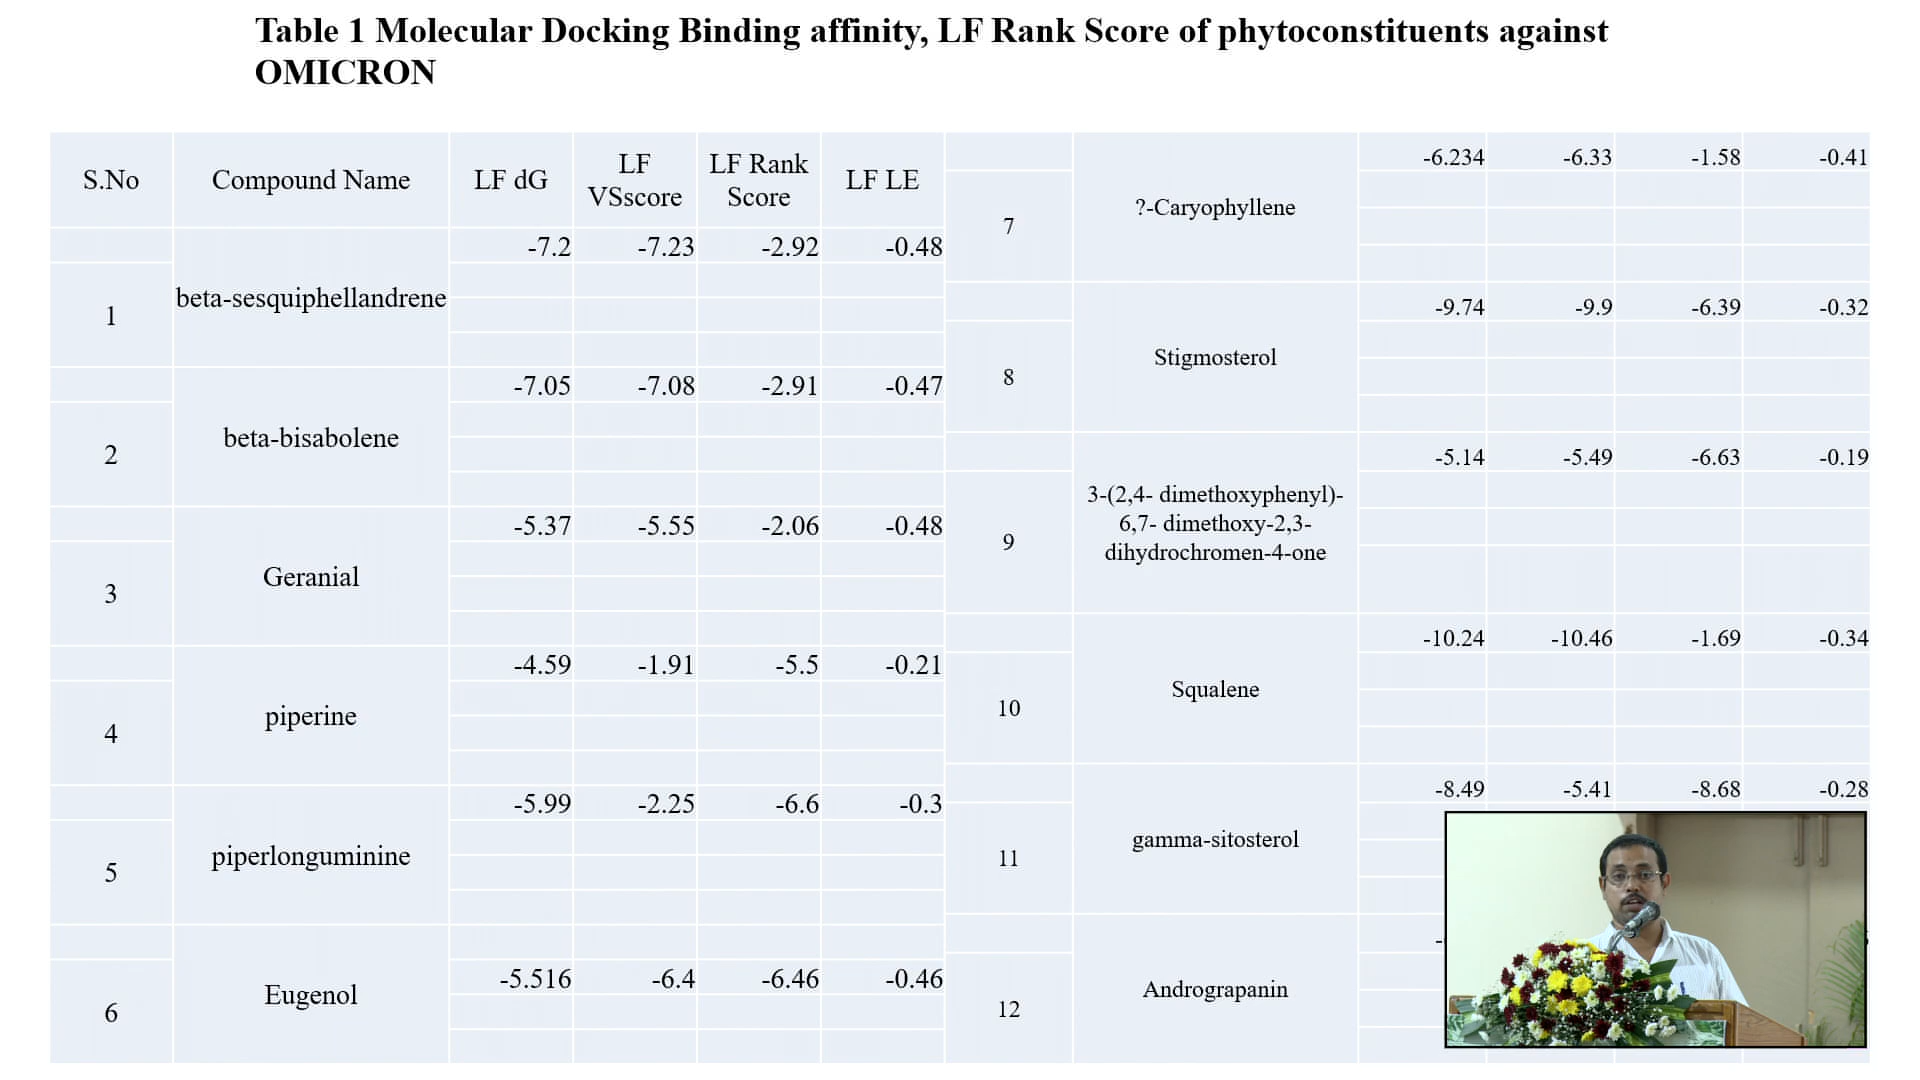 Table 1 Molecular Docking Binding affinity, LF Rank Score of phytoconstituents against
OMICRON
S.No Compound Name LF dG LF VSscore LF Rank Score LF LE
1 beta-sesquiphellandrene -7.2 -7.23 -2.92 -0.48
2 beta-bisabolene -7.05 -7.08 -2.91 -0.47
3 Geranial -5.37 -5.55 -2.06 -0.48
4 piperine -4.59 -1.91 -5.5 -0.21
5 piperlonguminine -5.99 -2.25 -6.6 -0.3
6 Eugenol -5.516 -6.4 -6.46 -0.46
7 ?-Caryophyllene -6.234 -6.33 -1.58 -0.41
8 Stigmosterol -9.74 -9.9 -6.39 -0.32
9 3-(2,4- dimethoxyphenyl)-
6,7- dimethoxy-2,3-
dihydrochromen-4-one -5.14 -5.49 -6.63 -0.19
10 Squalene -10.24 -10.46 -1.69 -0.34
11 gamma-sitosterol -8.49 -5.41 -8.68 -0.28
12 Andrograpanin